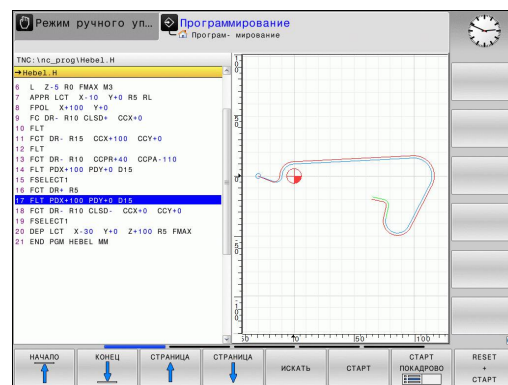 Режим ручного уп…
Программирование
Програм- мирование
TNC:\nc_prog\Hebel.H
→Hebel.H
6 L Z-5 R0 FMAX M3
7 APPR LCT X-10 Y+0 R5 RL
8 FPOL X+100 Y+0
9 FC DR- R10 CLSD+ CCX+0
10 FLT
11 FCT DR- R15 CCX+100 CCY+0
12 FLT
13 FCT DR- R10 CCPR+40 CCPA-110
14 FLT PDX+100 PDY+0 D15
15 FSELECT1
16 FCT DR+ R5
17 FLT PDX+100 PDY+0 D15
18 FCT DR- R10 CLSD- CCX+0 CCY+0
19 FSELECT1
20 DEP LCT X-30 Y+0 Z+100 R5 FMAX
21 END PGM HEBEL MM
НАЧАЛО
КОНЕЦ
СТРАНИЦА
СТРАНИЦА
ИСКАТЬ
СТАРТ
СТАРТ
ПОКАДРОВО
RESET
+
СТАРТ